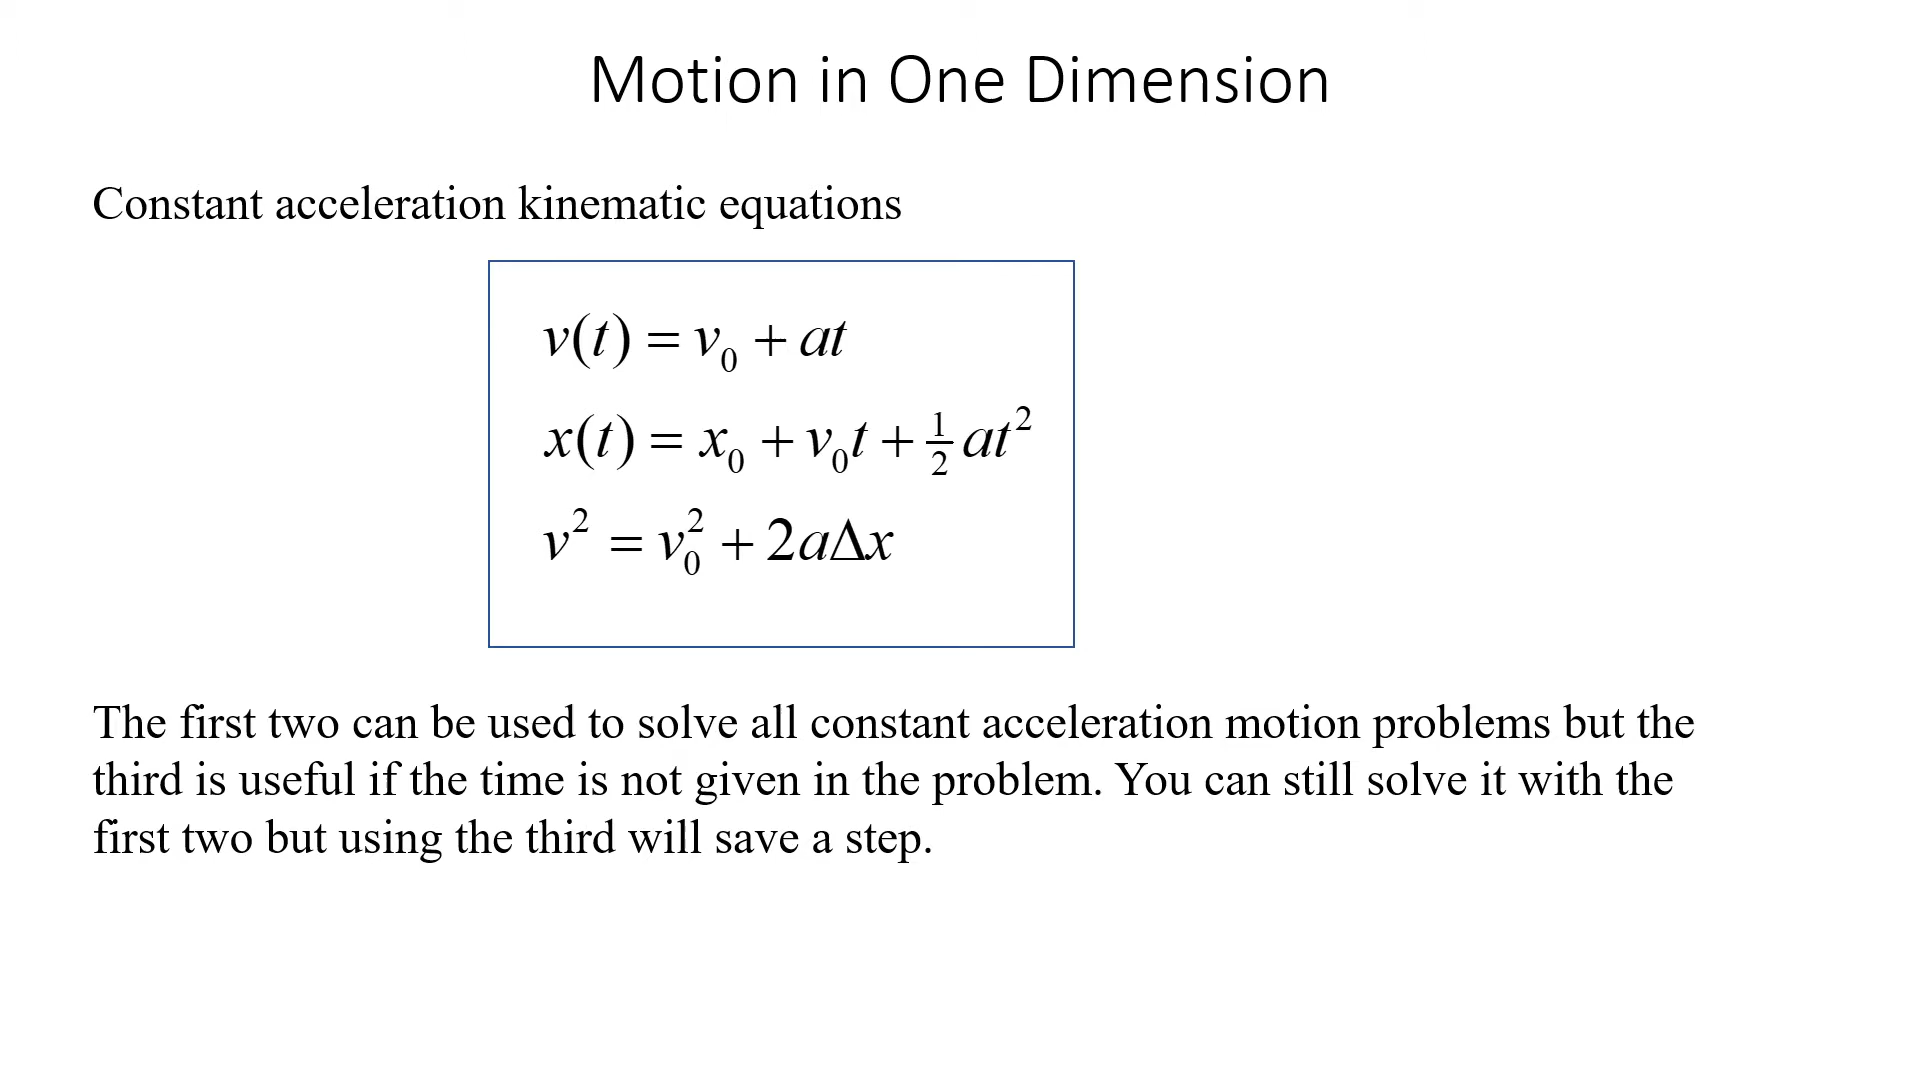 Motion in One Dimension
Constant acceleration kinematic equations
v(t) = v₀ + at
x(t) = x₀ + v₀t + ½at²
v² = v₀² + 2aΔx
The first two can be used to solve all constant acceleration motion problems but the
third is useful if the time is not given in the problem. You can still solve it with the
first two but using the third will save a step.